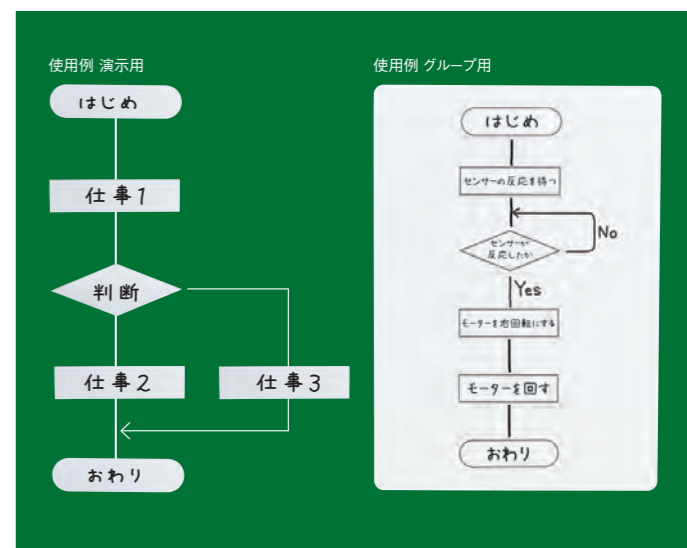 使用例 演示用
はじめ
仕事1
判断
仕事2
仕事3
おわり
使用例 グループ用
はじめ
センサーの反応を待つ
センサーが
反応したか
No
Yes
モーターを右回転にする
モーターを回す
おわり